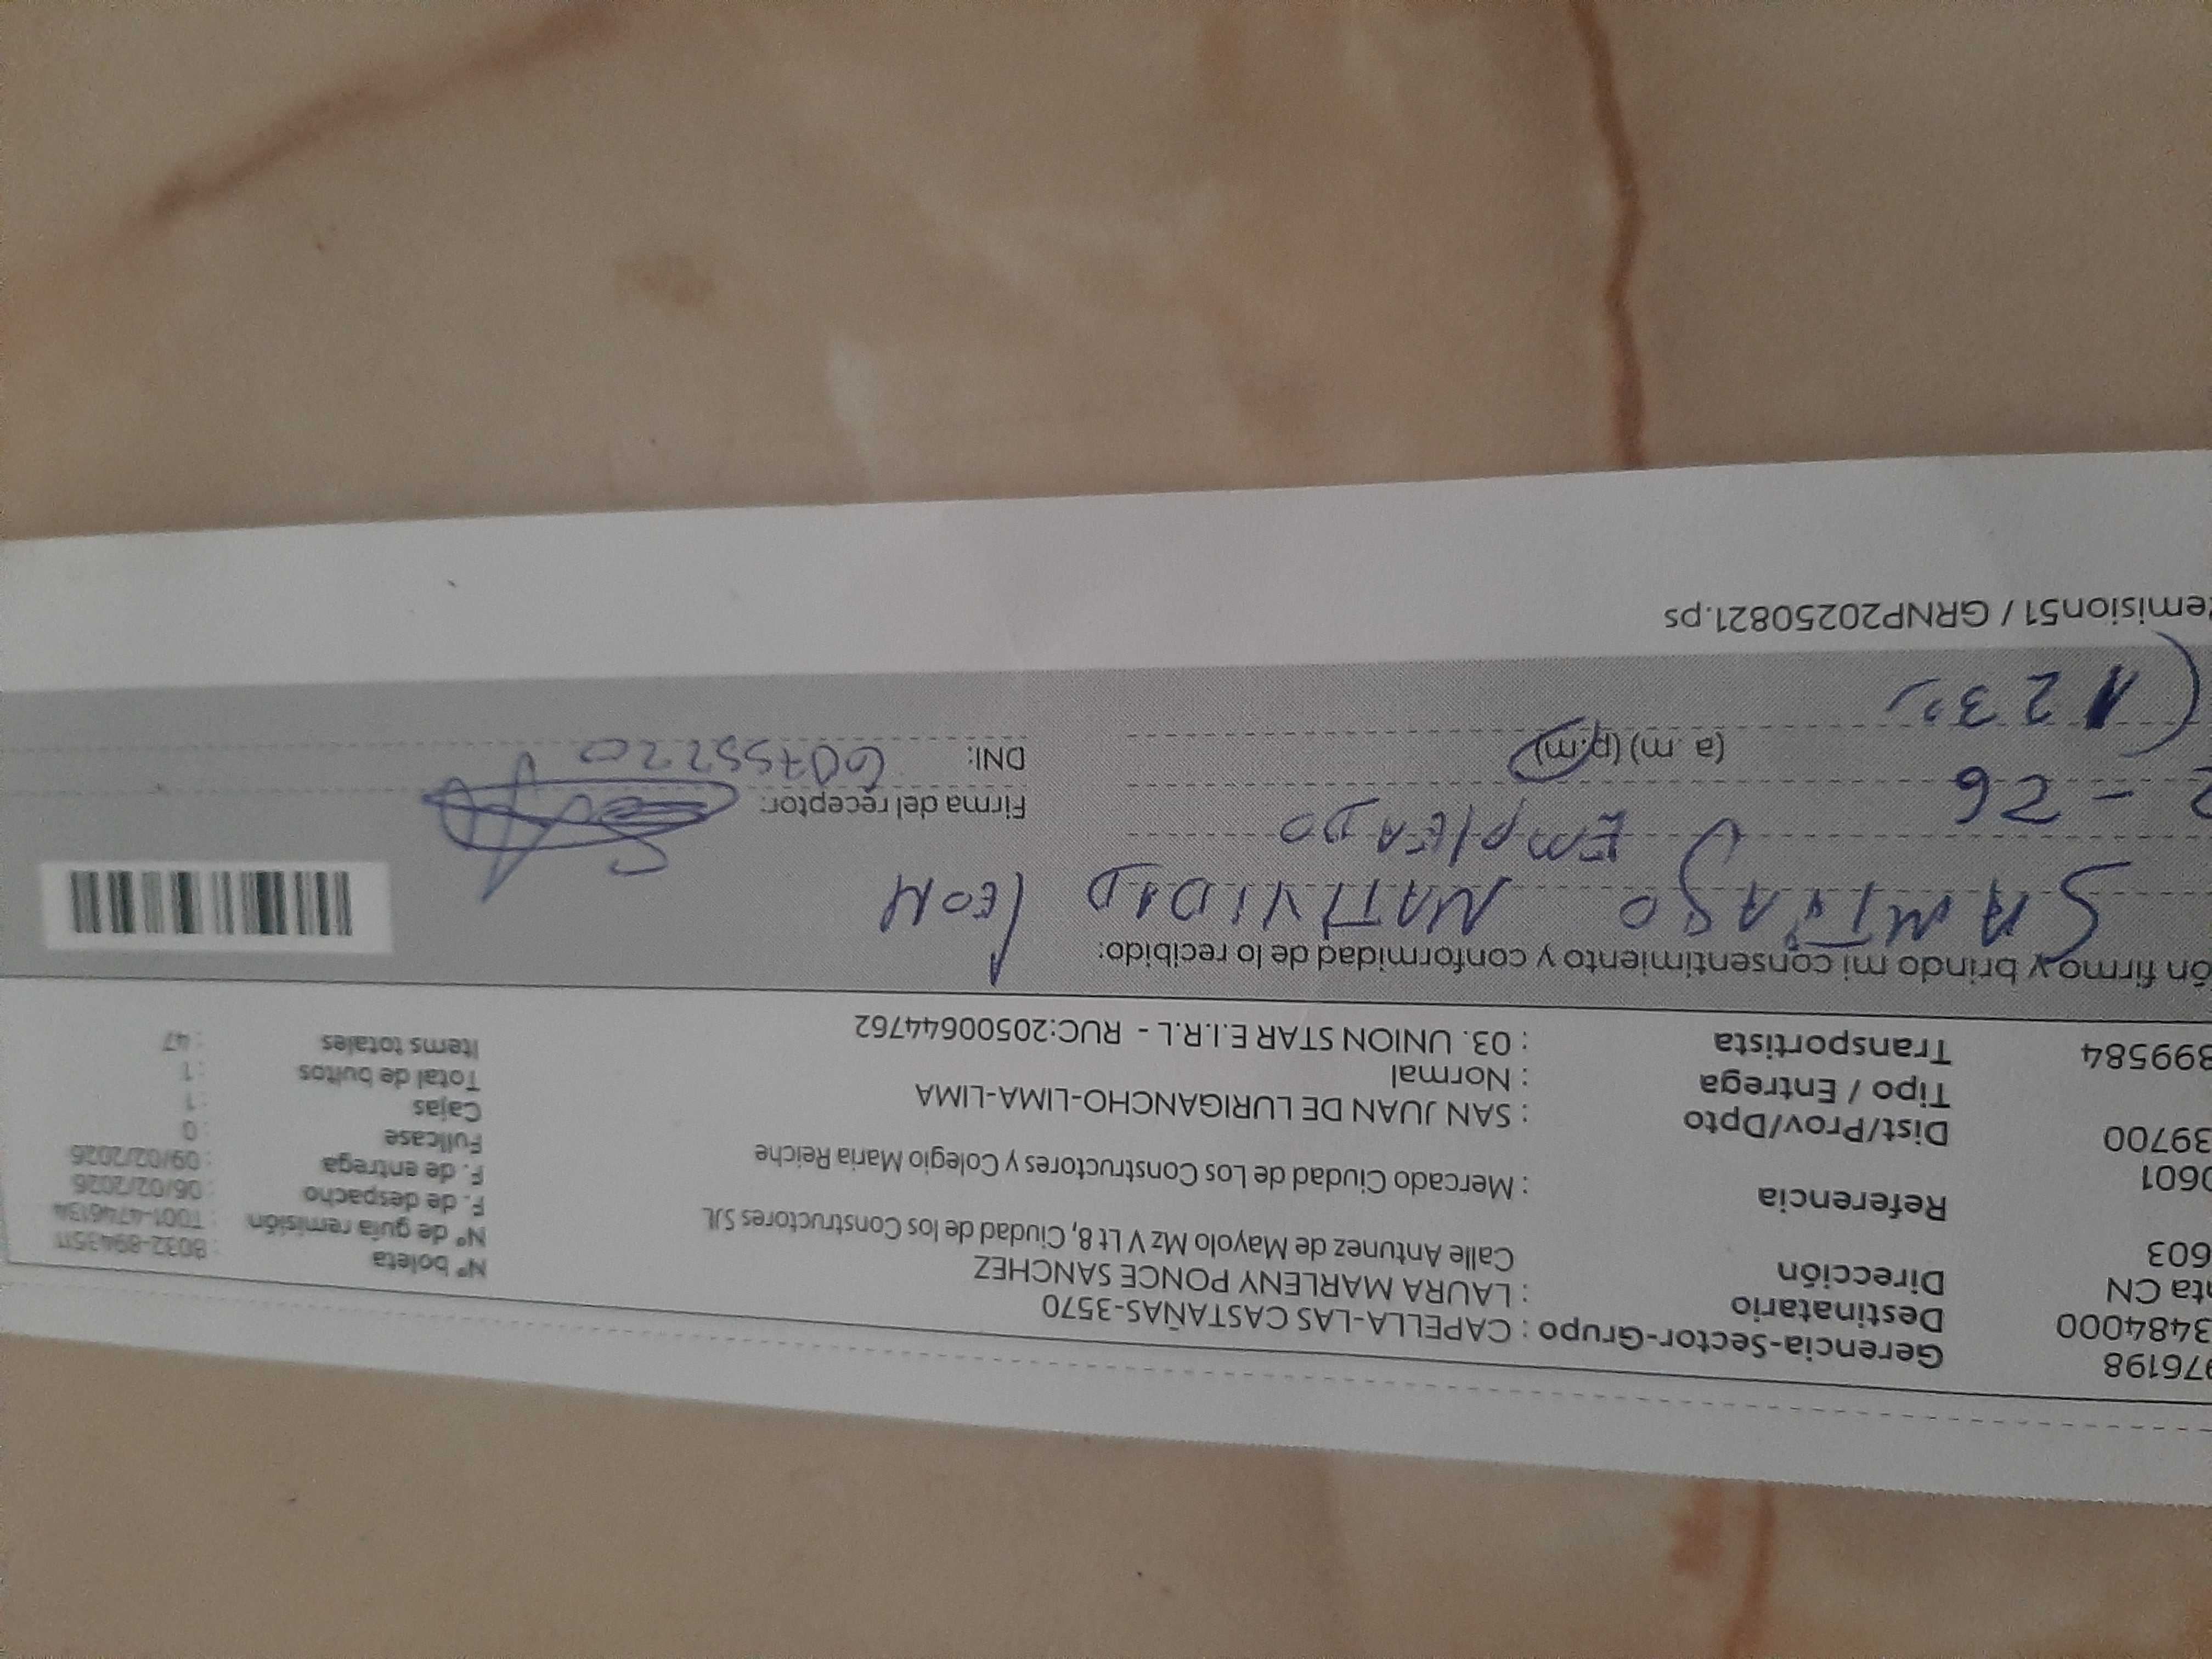 976198 Gerencia-Sector-Grupo : CAPELLA-LAS CASTAÑAS-3570
3484000 Destinatario : LAURA MARLENY PONCE SANCHEZ
nta CN Dirección Calle Antunez de Mayolo Mz V Lt 8, Ciudad de los Constructores SJL
603
0601 Referencia : Mercado Ciudad de Los Constructores y Colegio Maria Reiche
39700 Dist/Prov/Dpto : SAN JUAN DE LURIGANCHO-LIMA-LIMA
Tipo / Entrega : Normal
399584 Transportista : 03. UNION STAR E.I.R.L - RUC:20500644762
Nº boleta : B032-8943511
Nº de guía remisión : T001-4746134
F. de despacho : 06/02/2026
F. de entrega : 09/02/2026
Fullcase : 0
Cajas : 1
Total de bultos : 1
Items totales : 47
ón firmo y brindo mi consentimiento y conformidad de lo recibido:
SANTIAGO NATIVIDAD LEON
EMPLEADO
2 - 26
Firma del receptor:
(a .m) (p.m)
DNI: 60755220
123
emision51 / GRNP20250821.ps